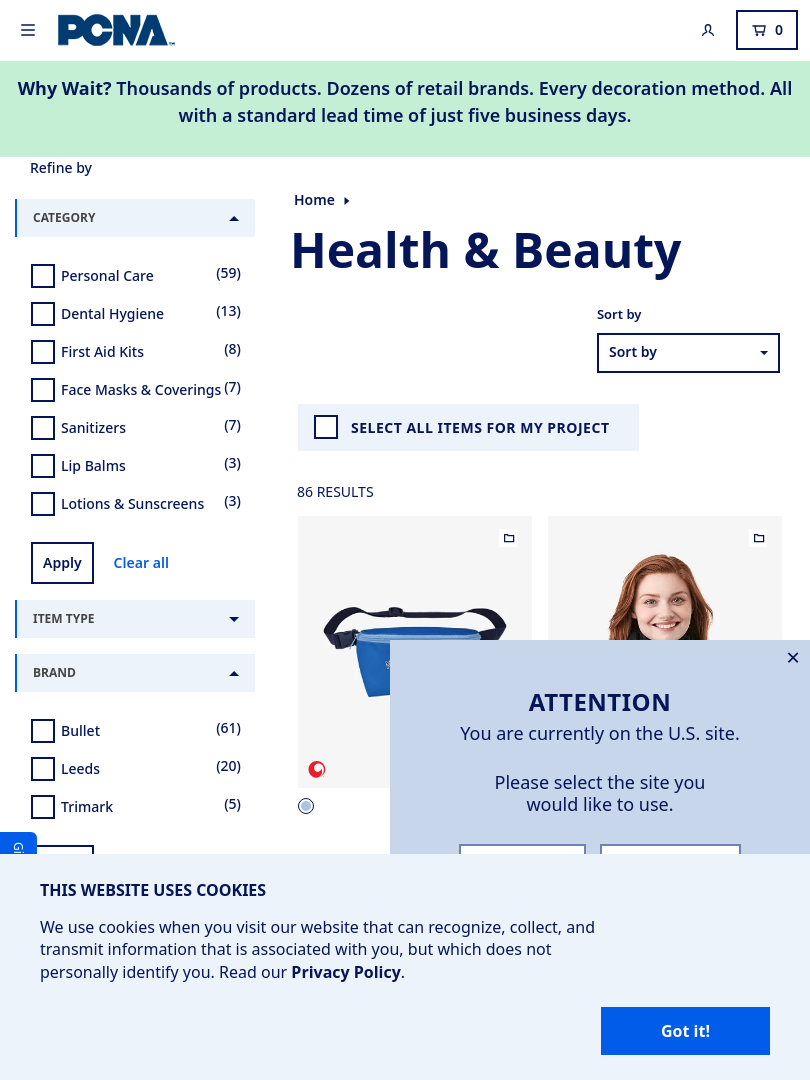 PCNA
0
Why Wait? Thousands of products. Dozens of retail brands. Every decoration method. All
with a standard lead time of just five business days.
Refine by
CATEGORY
Personal Care (59)
Dental Hygiene (13)
First Aid Kits (8)
Face Masks & Coverings (7)
Sanitizers (7)
Lip Balms (3)
Lotions & Sunscreens (3)
Apply Clear all
ITEM TYPE
BRAND
Bullet (61)
Leeds (20)
Trimark (5)
Home
Health & Beauty
Sort by
Sort by
SELECT ALL ITEMS FOR MY PROJECT
86 RESULTS
ATTENTION
You are currently on the U.S. site.
Please select the site you
would like to use.
THIS WEBSITE USES COOKIES
We use cookies when you visit our website that can recognize, collect, and
transmit information that is associated with you, but which does not
personally identify you. Read our Privacy Policy.
Got it!